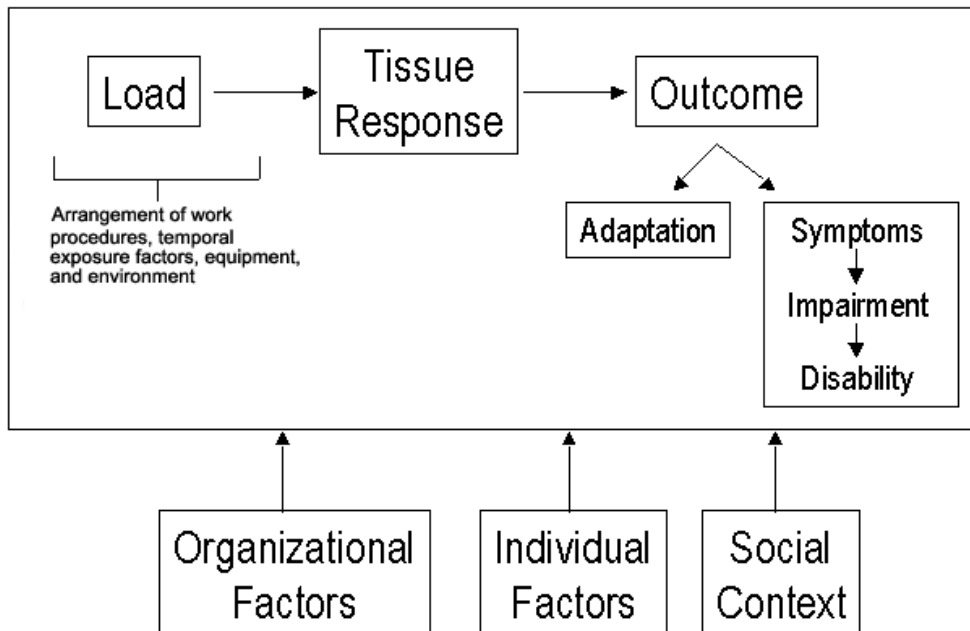 Load
Tissue
Response
Outcome
Arrangement of work
procedures, temporal
exposure factors, equipment,
and environment
Adaptation
Symptoms
Impairment
Disability
Organizational
Factors
Individual
Factors
Social
Context